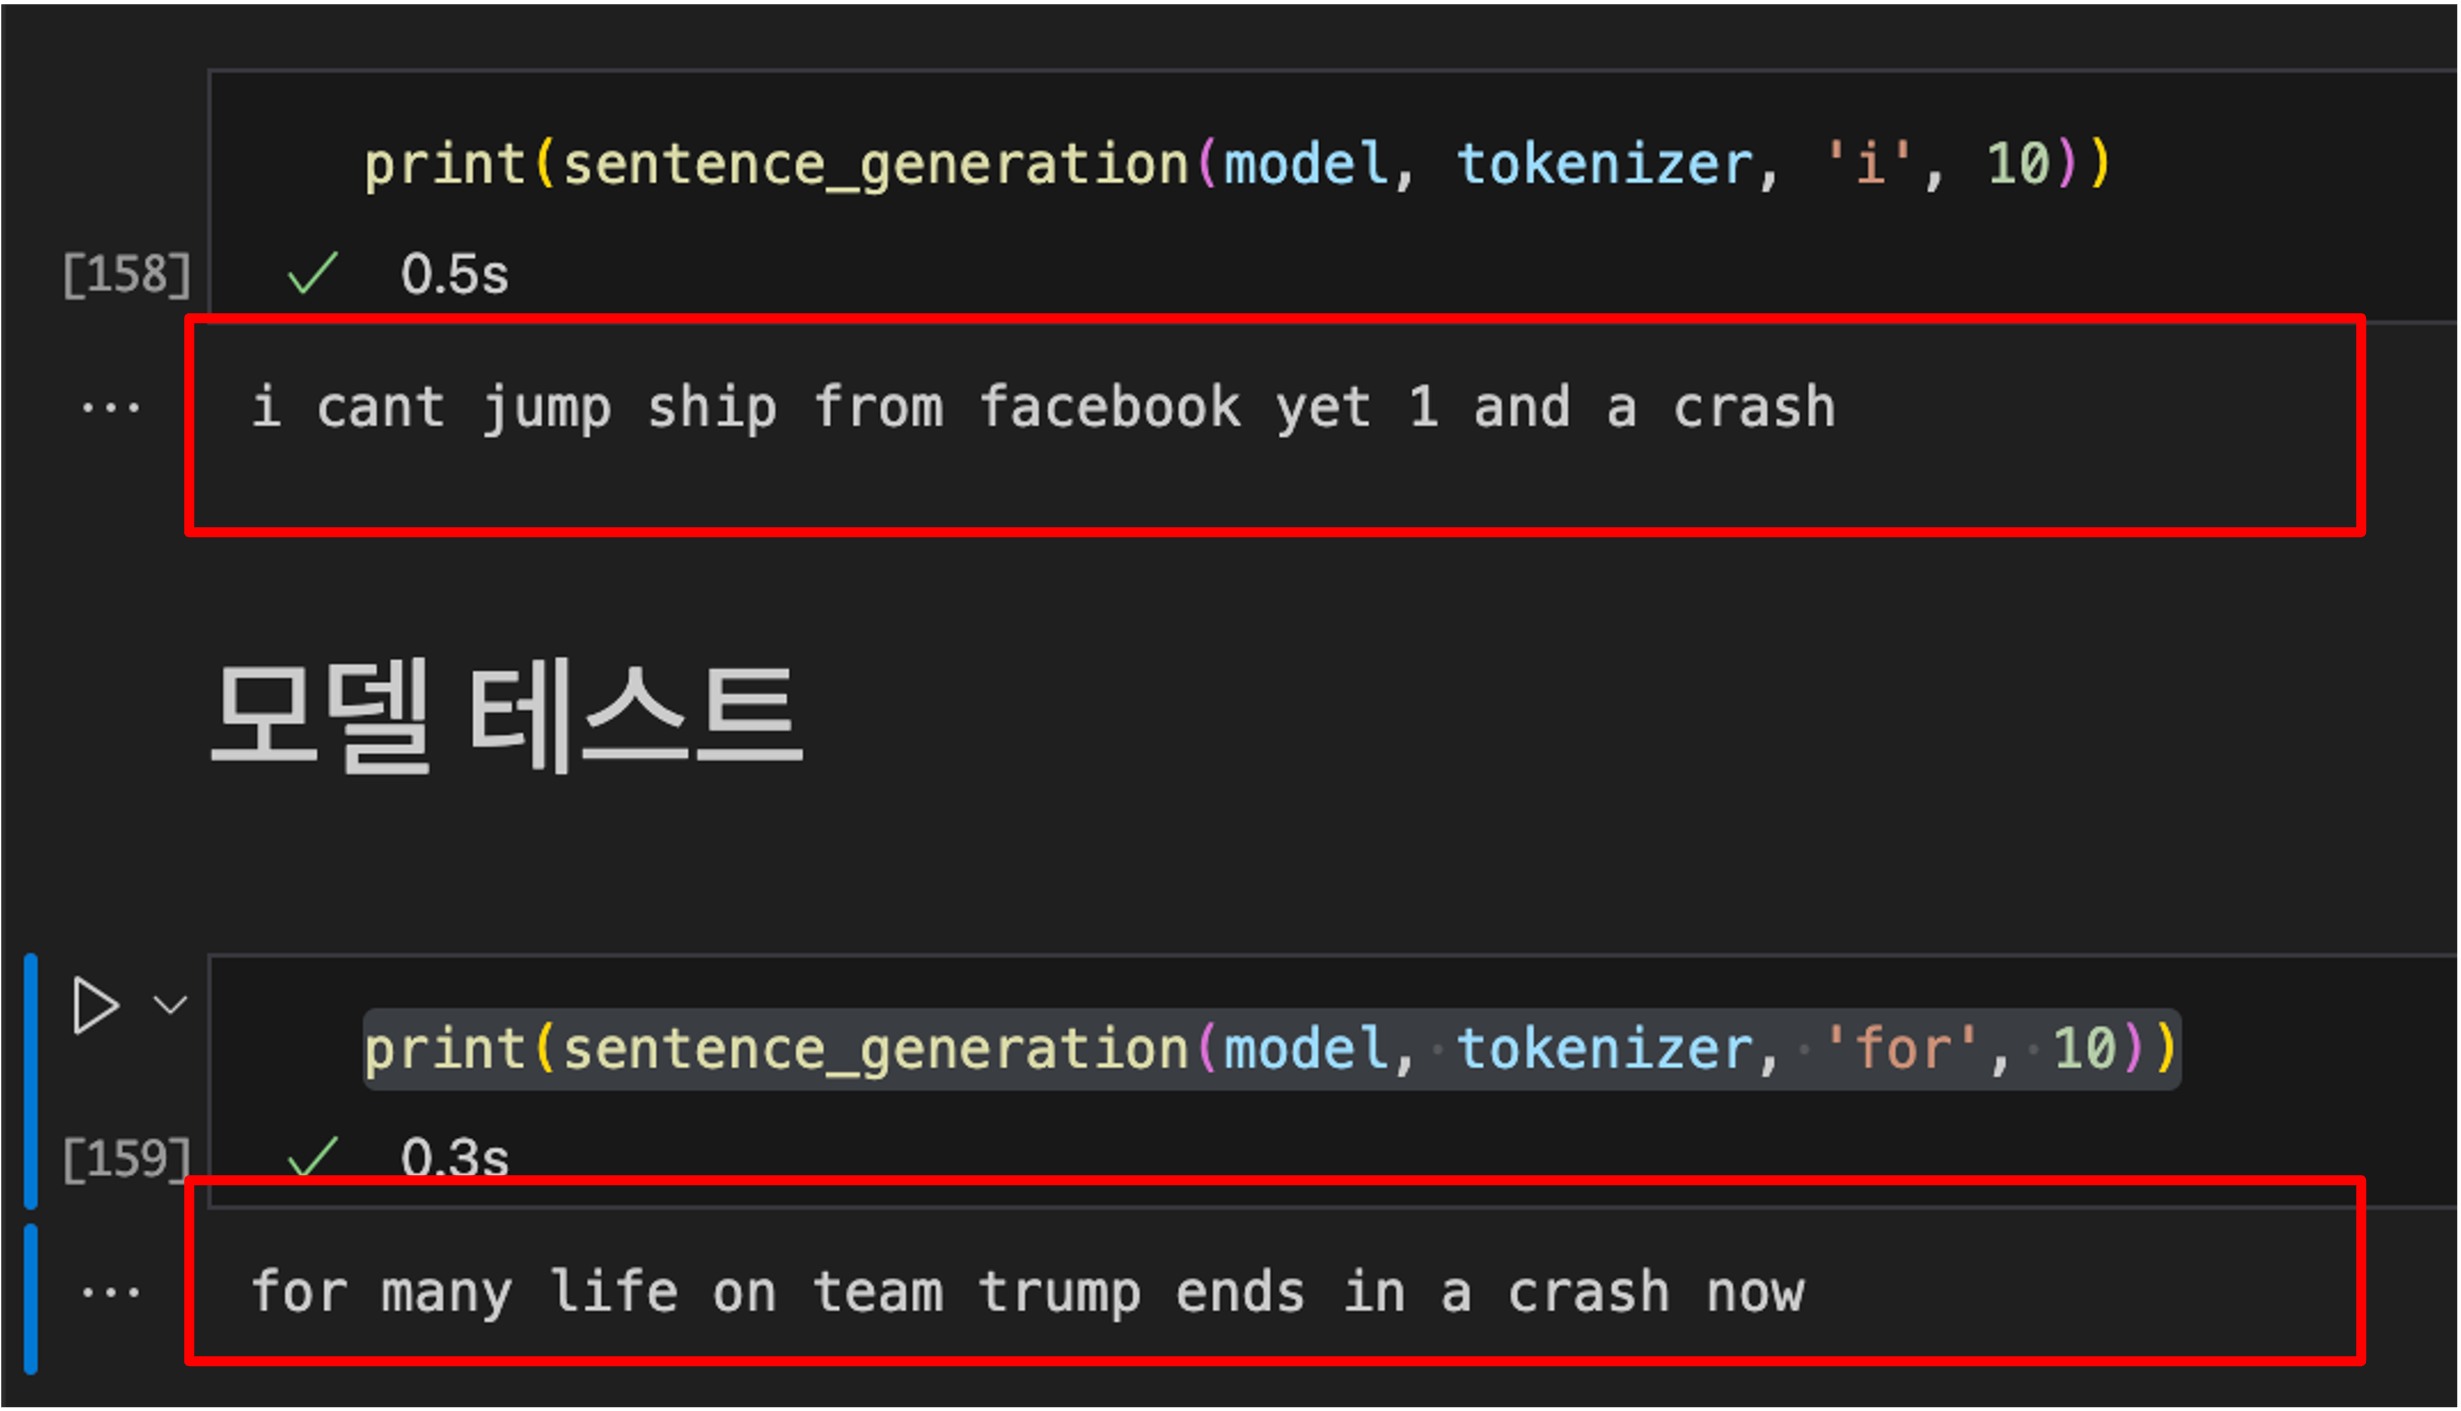 print(sentence_generation(model, tokenizer, 'i', 10))
[158] 0.5s
... i cant jump ship from facebook yet 1 and a crash
모델 테스트
print(sentence_generation(model, tokenizer, 'for', 10))
[159] 0.3s
... for many life on team trump ends in a crash now